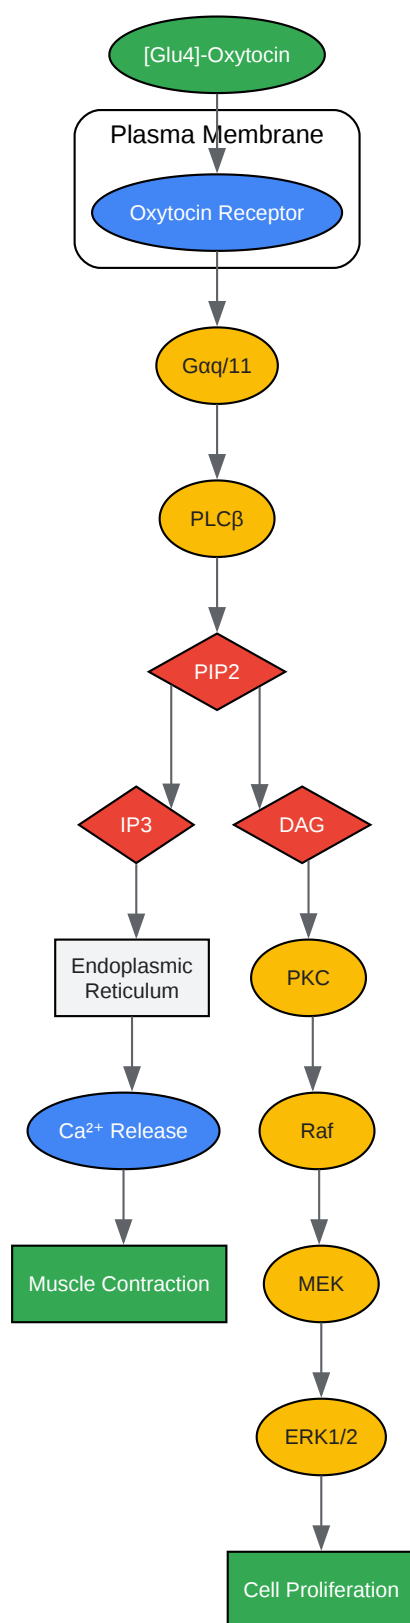 [Glu4]-Oxytocin
Plasma Membrane
Oxytocin Receptor
Gαq/11
PLCβ
PIP2
IP3
DAG
Endoplasmic
Reticulum
PKC
Ca²⁺ Release
Raf
Muscle Contraction
MEK
ERK1/2
Cell Proliferation